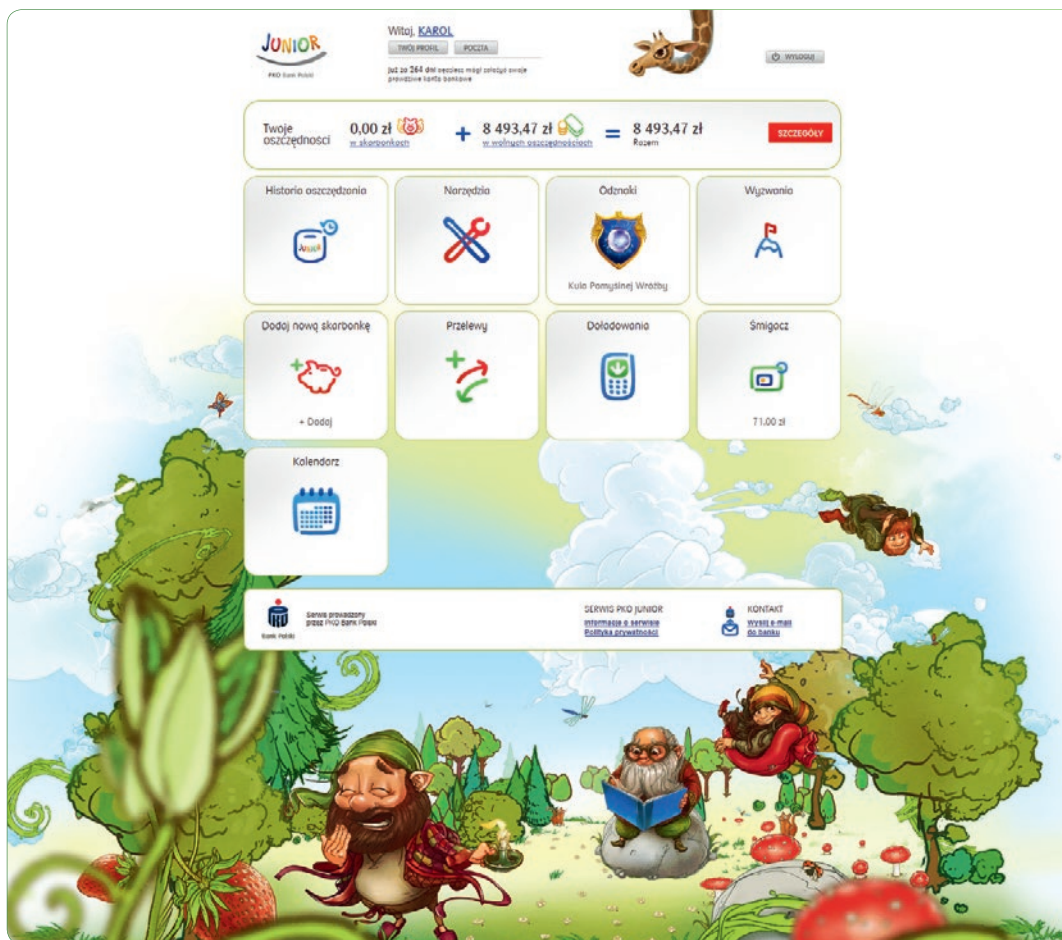 JUNIOR
PKO Bank Polski
Witaj, KAROL
TWÓJ PROFIL POCZTA
Już za 264 dni będziesz mógł założyć swoje
prawdziwe konto bankowe
WYLOGUJ
Twoje
oszczędności
0,00 zł
w skarbonkach
+
8 493,47 zł
w wolnych oszczędnościach
=
8 493,47 zł
Razem
SZCZEGÓŁY
Historia oszczędzania
JUNIOR
Narzędzia
Odznaki
Kula Pomyślnej Wróżby
Wyzwania
Dodaj nową skarbonkę
+ Dodaj
Przelewy
Doładowania
Śmigacz
71,00 zł
Kalendarz
Bank Polski
Serwis prowadzony
przez PKO Bank Polski
SERWIS PKO JUNIOR
Informacje o serwisie
Polityka prywatności
KONTAKT
Wyślij e-mail
do banku